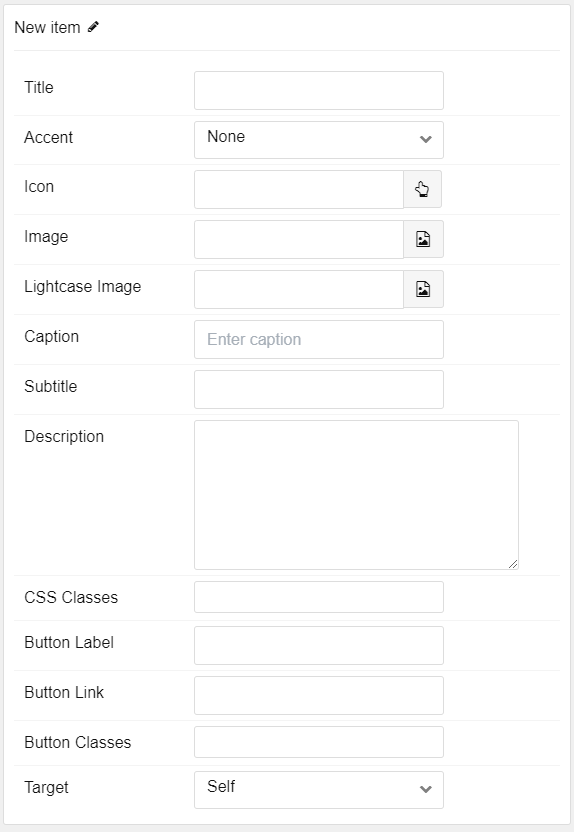 New item
Title
Accent None
Icon
Image
Lightcase Image
Caption Enter caption
Subtitle
Description
CSS Classes
Button Label
Button Link
Button Classes
Target Self